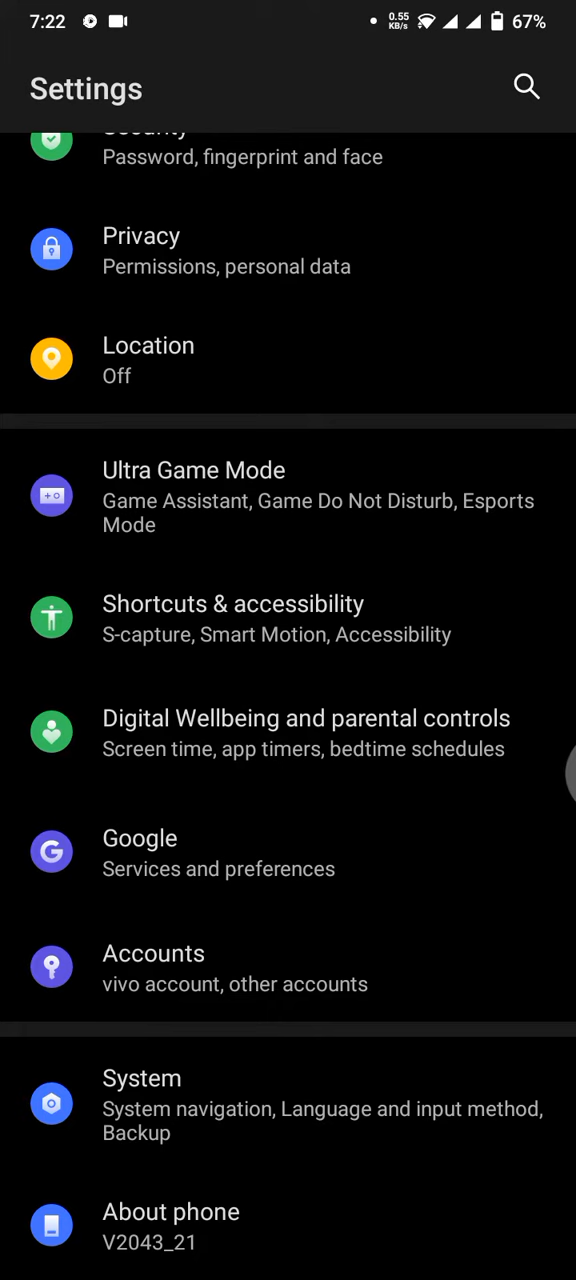 7:22 0.55 KB/s 67%
Settings
Security
Password, fingerprint and face
Privacy
Permissions, personal data
Location
Off
Ultra Game Mode
Game Assistant, Game Do Not Disturb, Esports
Mode
Shortcuts & accessibility
S-capture, Smart Motion, Accessibility
Digital Wellbeing and parental controls
Screen time, app timers, bedtime schedules
Google
Services and preferences
Accounts
vivo account, other accounts
System
System navigation, Language and input method,
Backup
About phone
V2043_21